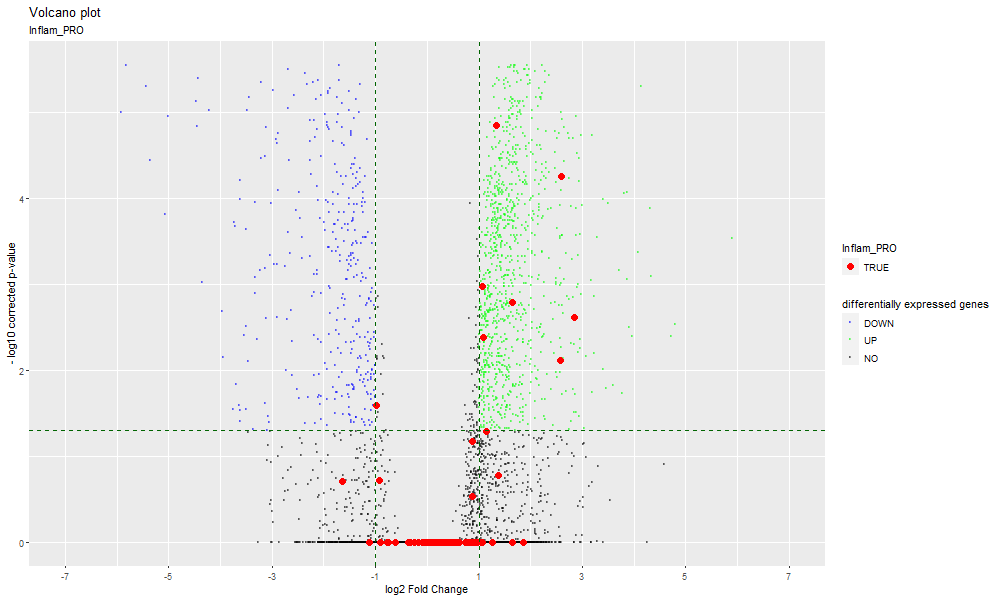 Volcano plot
Inflam_PRO
- log10 corrected p-value
4
2
0
-7 -5 -3 -1 1 3 5 7
log2 Fold Change
Inflam_PRO
TRUE
differentially expressed genes
DOWN
UP
NO